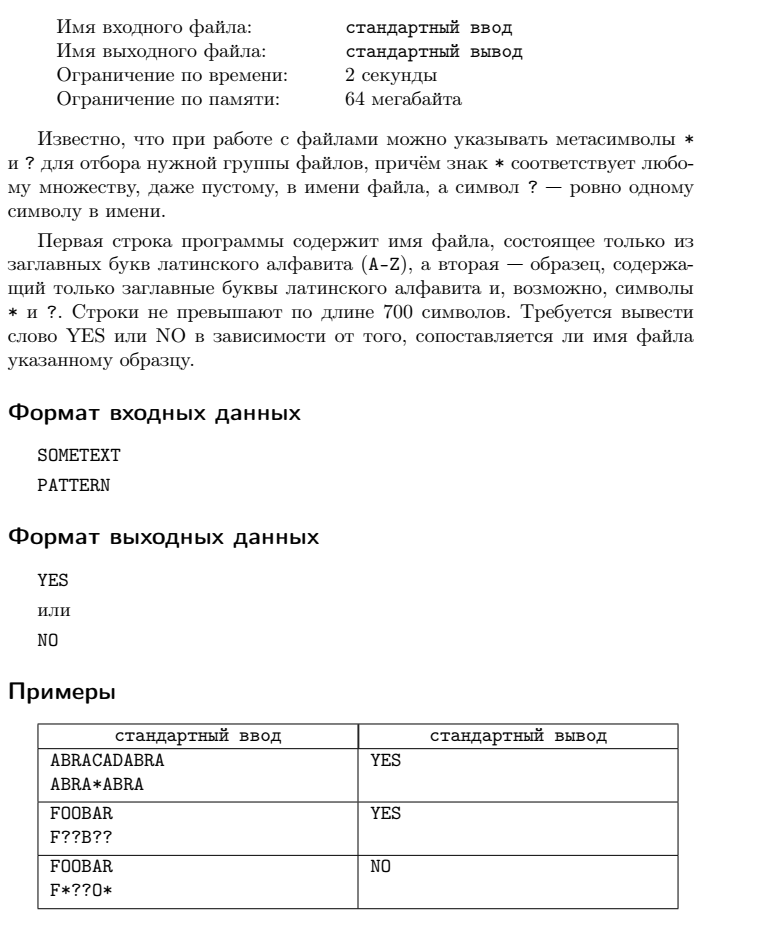 Имя входного файла: стандартный ввод
Имя выходного файла: стандартный вывод
Ограничение по времени: 2 секунды
Ограничение по памяти: 64 мегабайта
Известно, что при работе с файлами можно указывать метасимволы *
и ? для отбора нужной группы файлов, причём знак * соответствует любо-
му множеству, даже пустому, в имени файла, а символ ? — ровно одному
символу в имени.
Первая строка программы содержит имя файла, состоящее только из
заглавных букв латинского алфавита (A-Z), а вторая — образец, содержа-
щий только заглавные буквы латинского алфавита и, возможно, символы
* и ?. Строки не превышают по длине 700 символов. Требуется вывести
слово YES или NO в зависимости от того, сопоставляется ли имя файла
указанному образцу.
Формат входных данных
SOMETEXT
PATTERN
Формат выходных данных
YES
или
NO
Примеры
стандартный ввод стандартный вывод
ABRACADABRA YES
ABRA*ABRA
FOOBAR YES
F??B??
FOOBAR NO
F*??O*